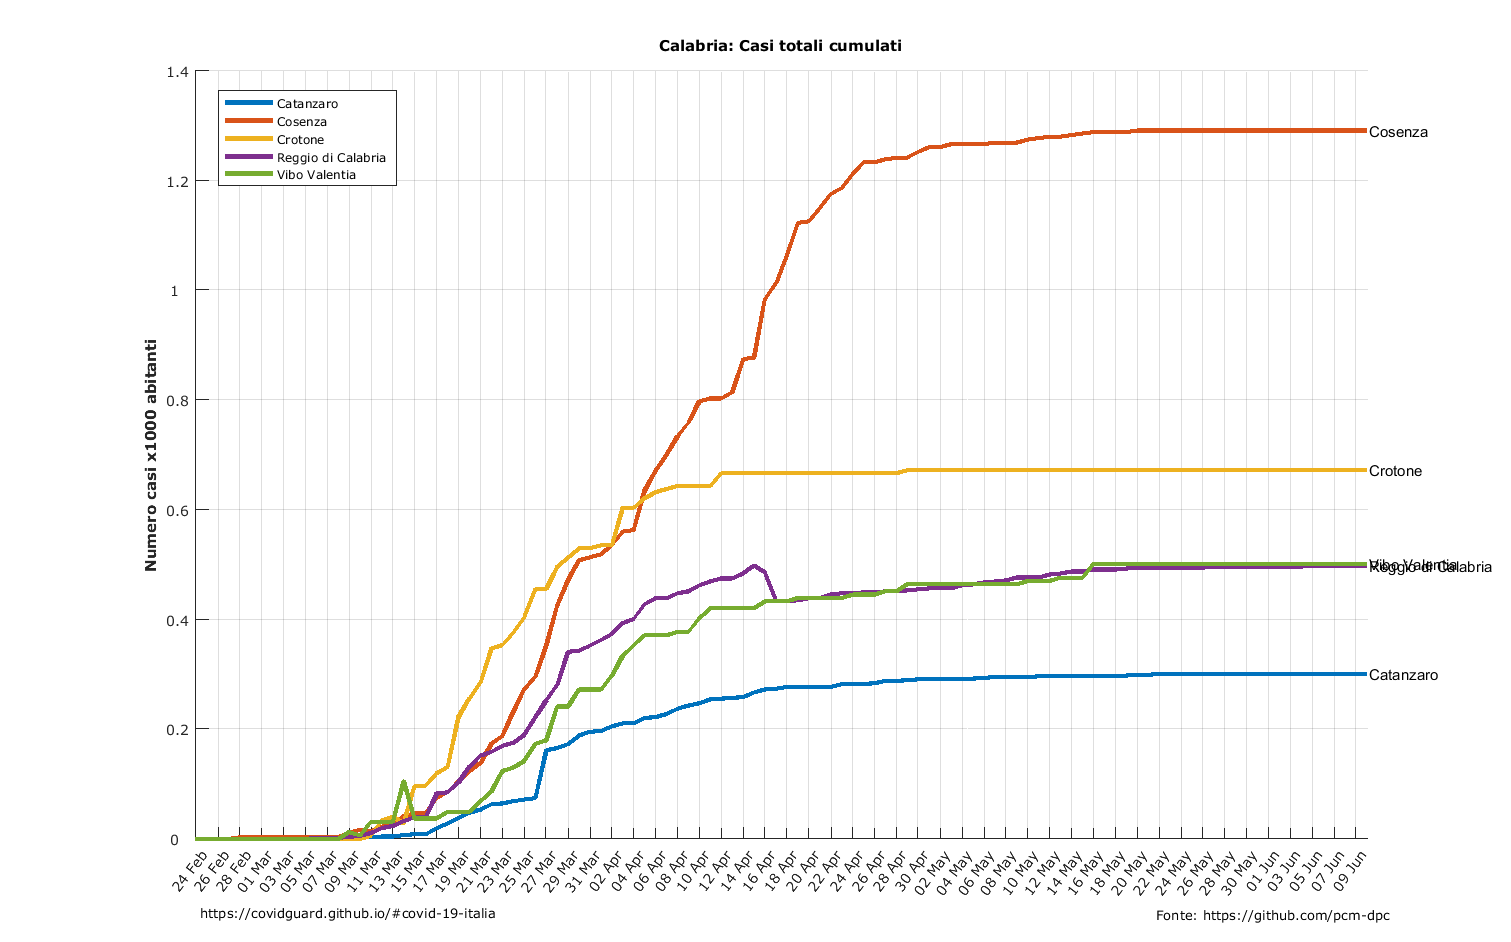 Calabria: Casi totali cumulati
1.4
1.2
1
0.8
0.6
0.4
0.2
0
Numero casi x1000 abitanti
Catanzaro
Cosenza
Crotone
Reggio di Calabria
Vibo Valentia
Cosenza
Crotone
Vibo Valentia
Reggio di Calabria
Catanzaro
24 Feb
26 Feb
28 Feb
01 Mar
03 Mar
05 Mar
07 Mar
09 Mar
11 Mar
13 Mar
15 Mar
17 Mar
19 Mar
21 Mar
23 Mar
25 Mar
27 Mar
29 Mar
31 Mar
02 Apr
04 Apr
06 Apr
08 Apr
10 Apr
12 Apr
14 Apr
16 Apr
18 Apr
20 Apr
22 Apr
24 Apr
26 Apr
28 Apr
30 Apr
02 May
04 May
06 May
08 May
10 May
12 May
14 May
16 May
18 May
20 May
22 May
24 May
26 May
28 May
30 May
01 Jun
03 Jun
05 Jun
07 Jun
09 Jun
https://covidguard.github.io/#covid-19-italia
Fonte: https://github.com/pcm-dpc